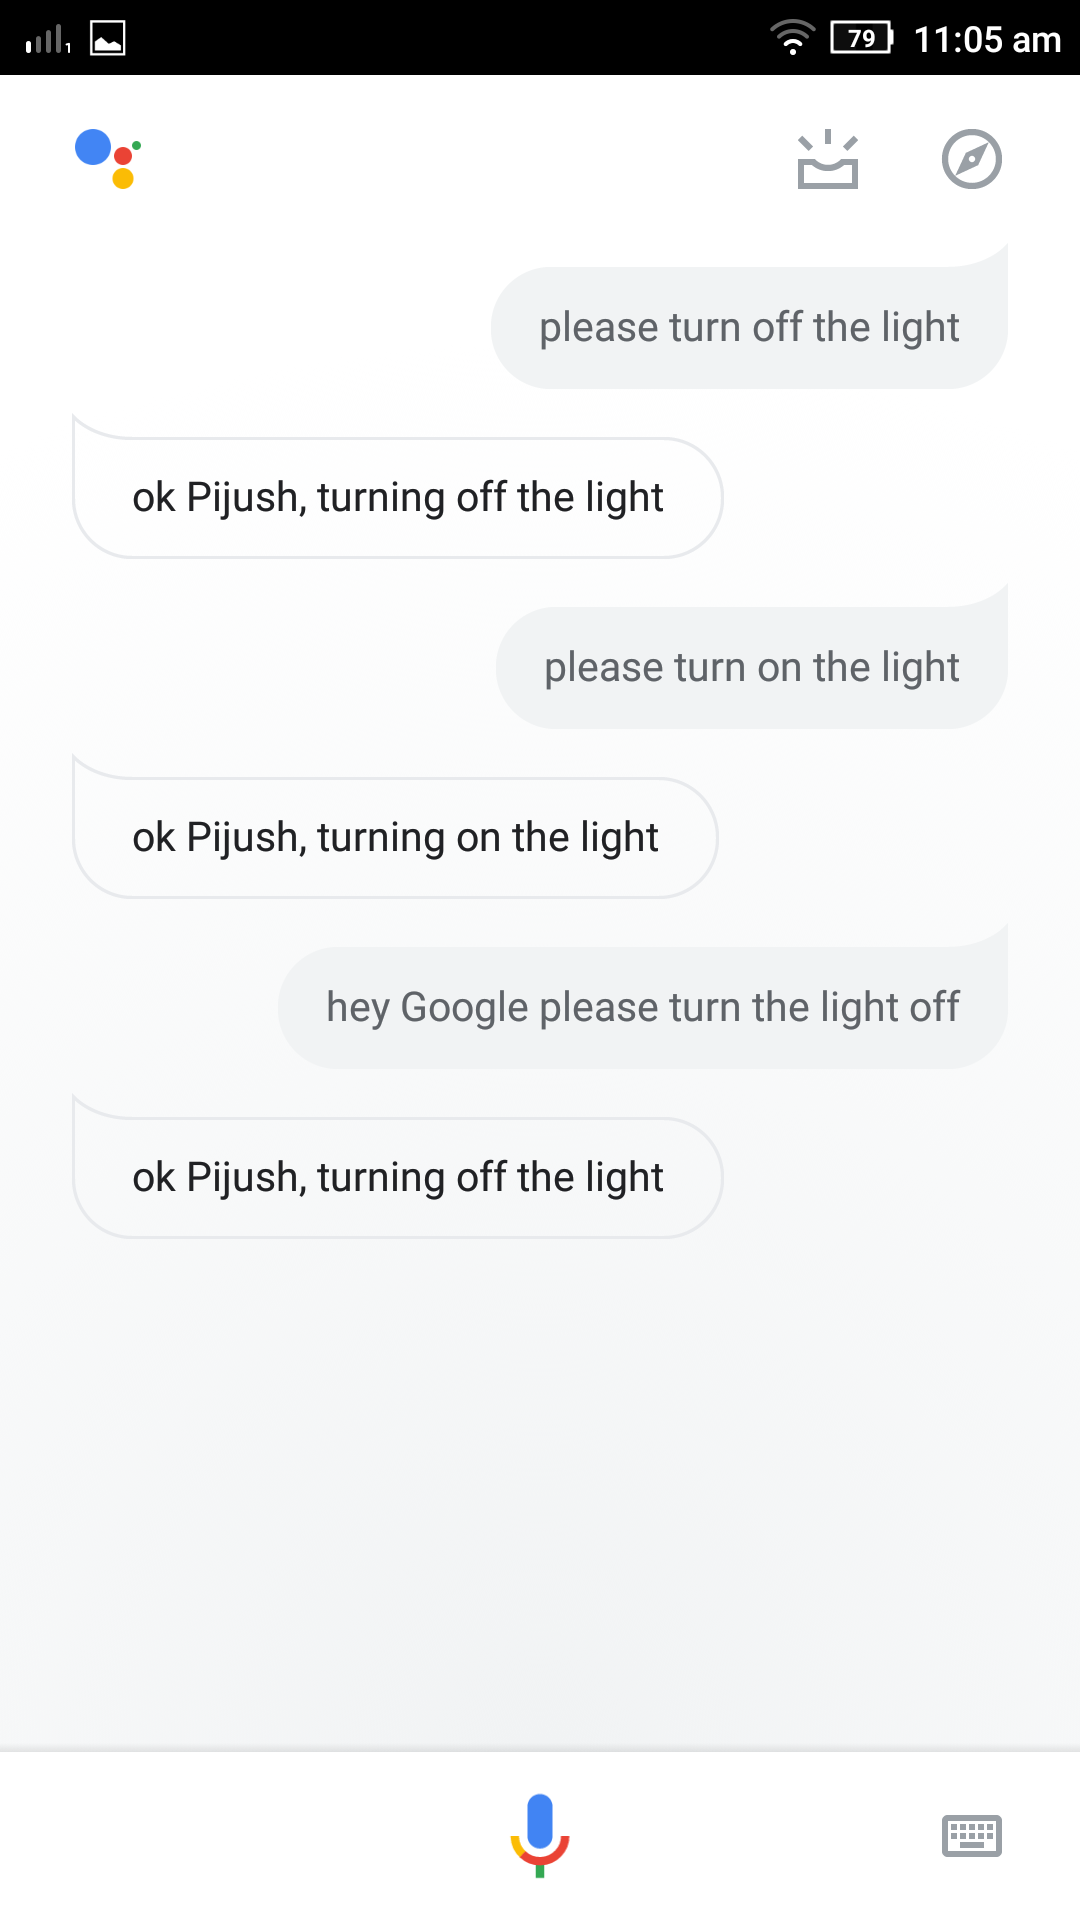 1
79
11:05 am
please turn off the light
ok Pijush, turning off the light
please turn on the light
ok Pijush, turning on the light
hey Google please turn the light off
ok Pijush, turning off the light